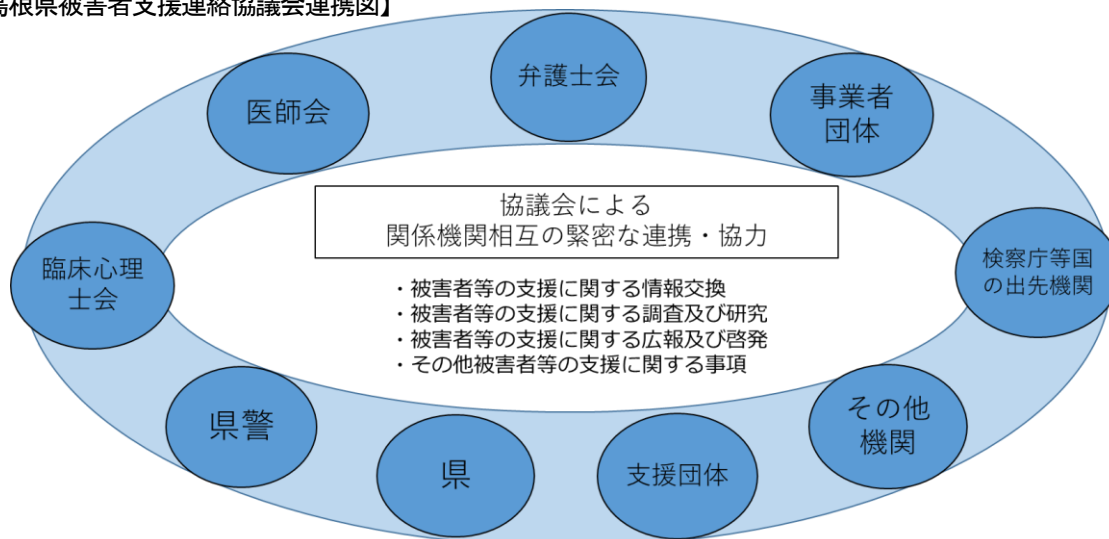 島根県被害者支援連絡協議会連携図】
弁護士会
医師会
事業者
団体
協議会による
関係機関相互の緊密な連携・協力
臨床心理
士会
検察庁等国
の出先機関
・被害者等の支援に関する情報交換
・被害者等の支援に関する調査及び研究
・被害者等の支援に関する広報及び啓発
・その他被害者等の支援に関する事項
県警
その他
機関
県
支援団体